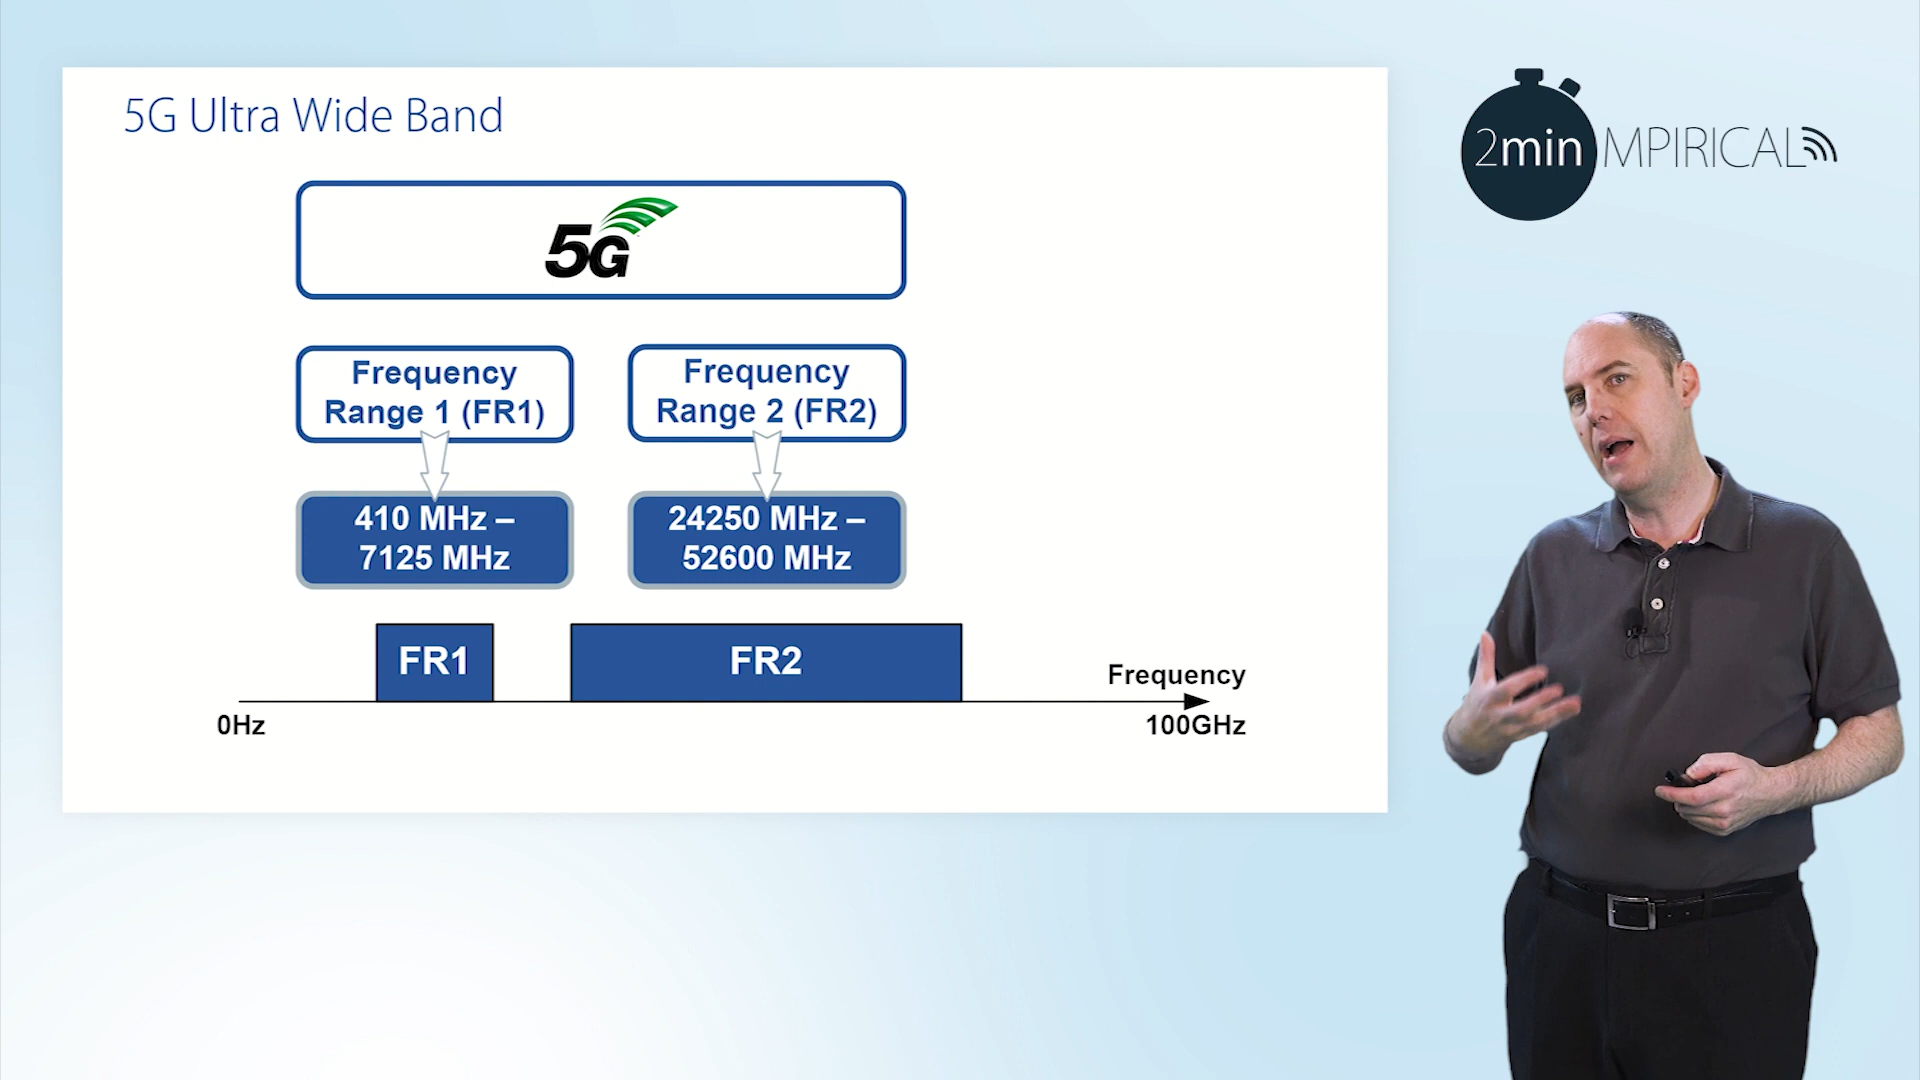 5G Ultra Wide Band
2min MPIRICAL
5G
Frequency
Range 1 (FR1)
Frequency
Range 2 (FR2)
410 MHz –
7125 MHz
24250 MHz –
52600 MHz
FR1
FR2
Frequency
0Hz
100GHz